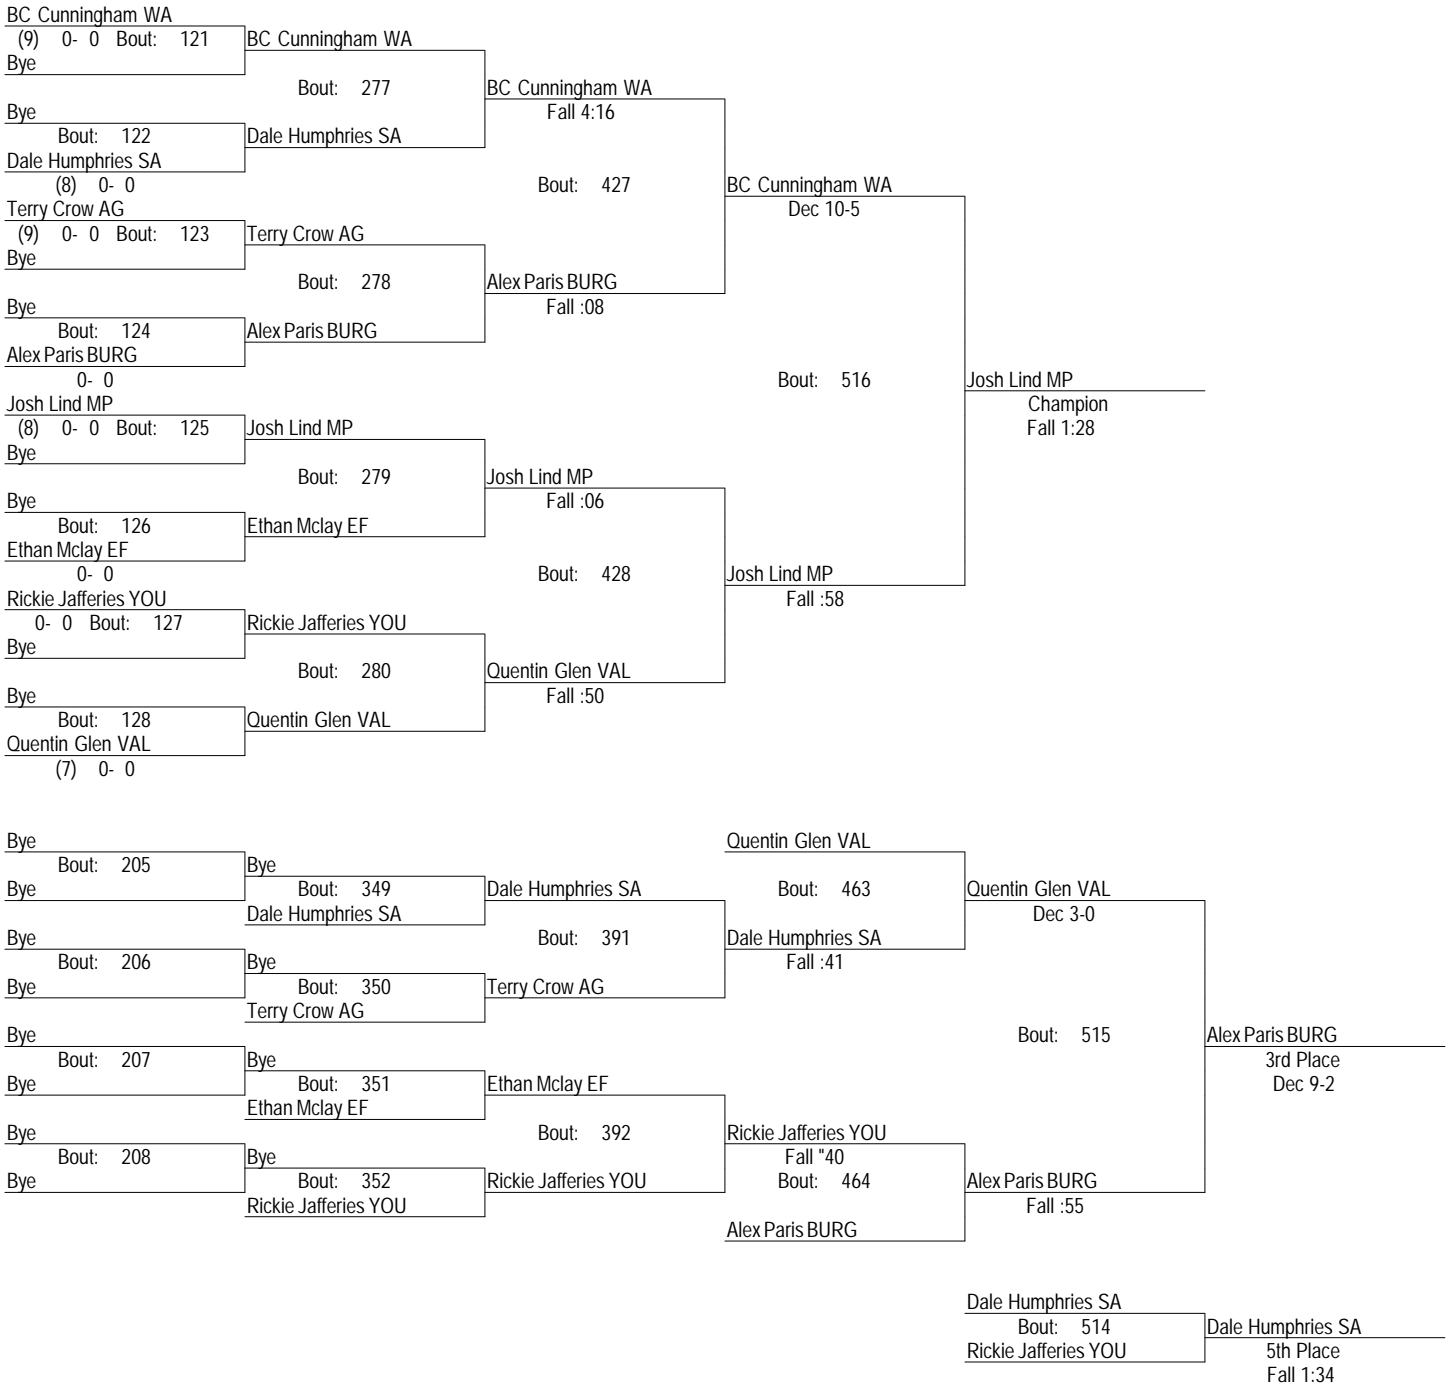 BC Cunningham WA
(9) 0- 0 Bout: 121 BC Cunningham WA
Bye
Bout: 277 BC Cunningham WA
Bye Fall 4:16
Bout: 122 Dale Humphries SA
Dale Humphries SA
(8) 0- 0 Bout: 427 BC Cunningham WA
Terry Crow AG Dec 10-5
(9) 0- 0 Bout: 123 Terry Crow AG
Bye
Bout: 278 Alex Paris BURG
Bye Fall :08
Bout: 124 Alex Paris BURG
Alex Paris BURG
0- 0 Bout: 516 Josh Lind MP
Josh Lind MP Champion
(8) 0- 0 Bout: 125 Josh Lind MP Fall 1:28
Bye
Bout: 279 Josh Lind MP
Bye Fall :06
Bout: 126 Ethan Mclay EF
Ethan Mclay EF
0- 0 Bout: 428 Josh Lind MP
Rickie Jafferies YOU Fall :58
0- 0 Bout: 127 Rickie Jafferies YOU
Bye
Bout: 280 Quentin Glen VAL
Bye Fall :50
Bout: 128 Quentin Glen VAL
Quentin Glen VAL
(7) 0- 0
Bye Quentin Glen VAL
Bout: 205 Bye
Bye Bout: 349 Dale Humphries SA Bout: 463 Quentin Glen VAL
Dale Humphries SA Dec 3-0
Bye Bout: 391 Dale Humphries SA
Bout: 206 Bye Fall :41
Bye Bout: 350 Terry Crow AG
Terry Crow AG
Bye Bout: 515 Alex Paris BURG
Bout: 207 Bye 3rd Place
Bye Bout: 351 Ethan Mclay EF Dec 9-2
Ethan Mclay EF
Bye Bout: 392 Rickie Jafferies YOU
Bout: 208 Bye Fall "40
Bye Bout: 352 Rickie Jafferies YOU Bout: 464 Alex Paris BURG
Rickie Jafferies YOU Fall :55
Alex Paris BURG
Dale Humphries SA
Bout: 514 Dale Humphries SA
Rickie Jafferies YOU 5th Place
Fall 1:34